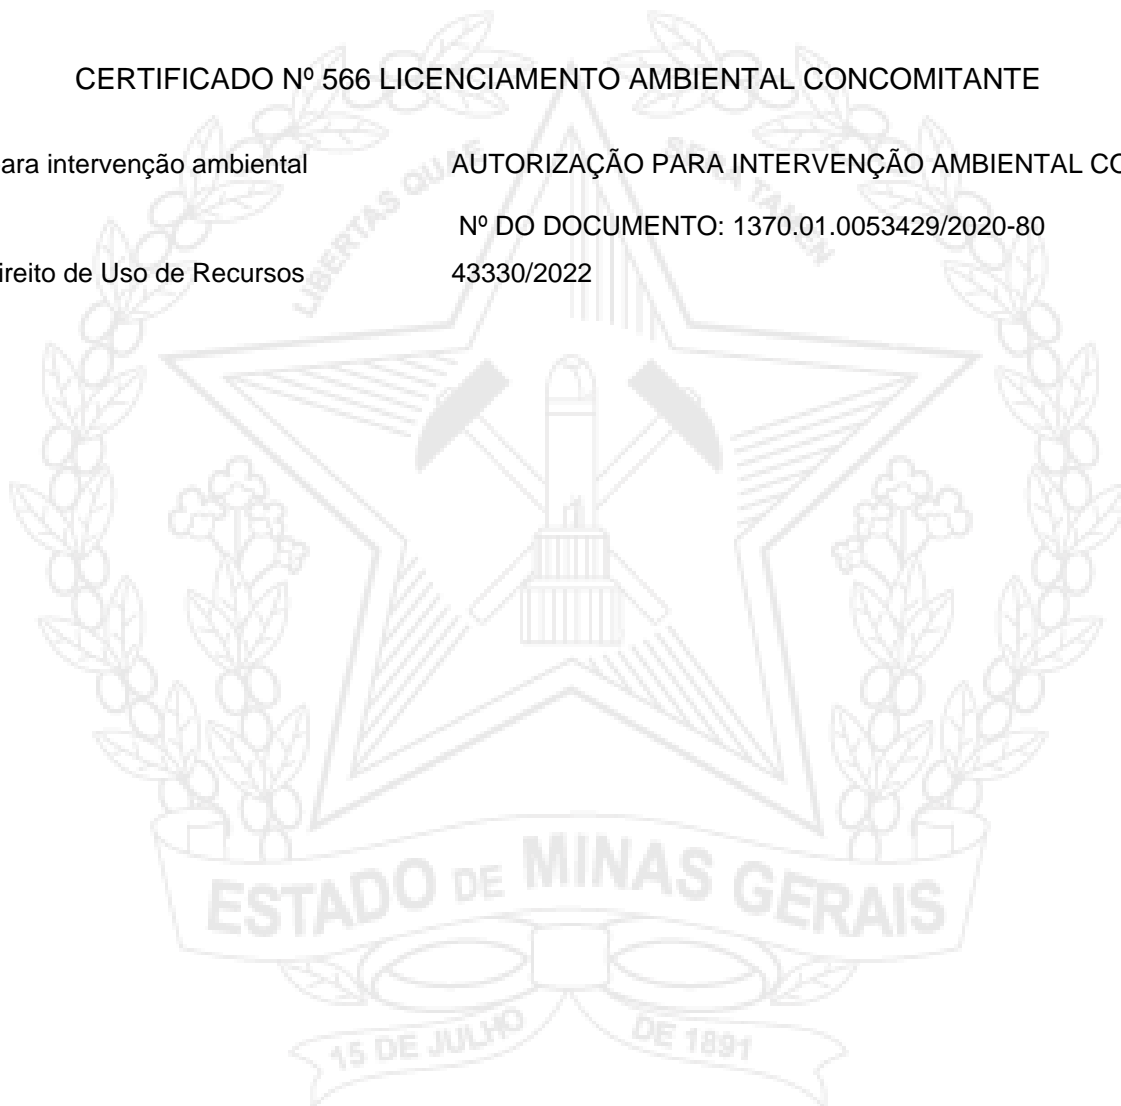 CERTIFICADO Nº 566 LICENCIAMENTO AMBIENTAL CONCOMITANTE
ara intervenção ambiental AUTORIZAÇÃO PARA INTERVENÇÃO AMBIENTAL CO
Nº DO DOCUMENTO: 1370.01.0053429/2020-80
ireito de Uso de Recursos 43330/2022
LIBERTAS QUAE SERA TAMEN
ESTADO DE MINAS GERAIS
15 DE JULHO DE 1891